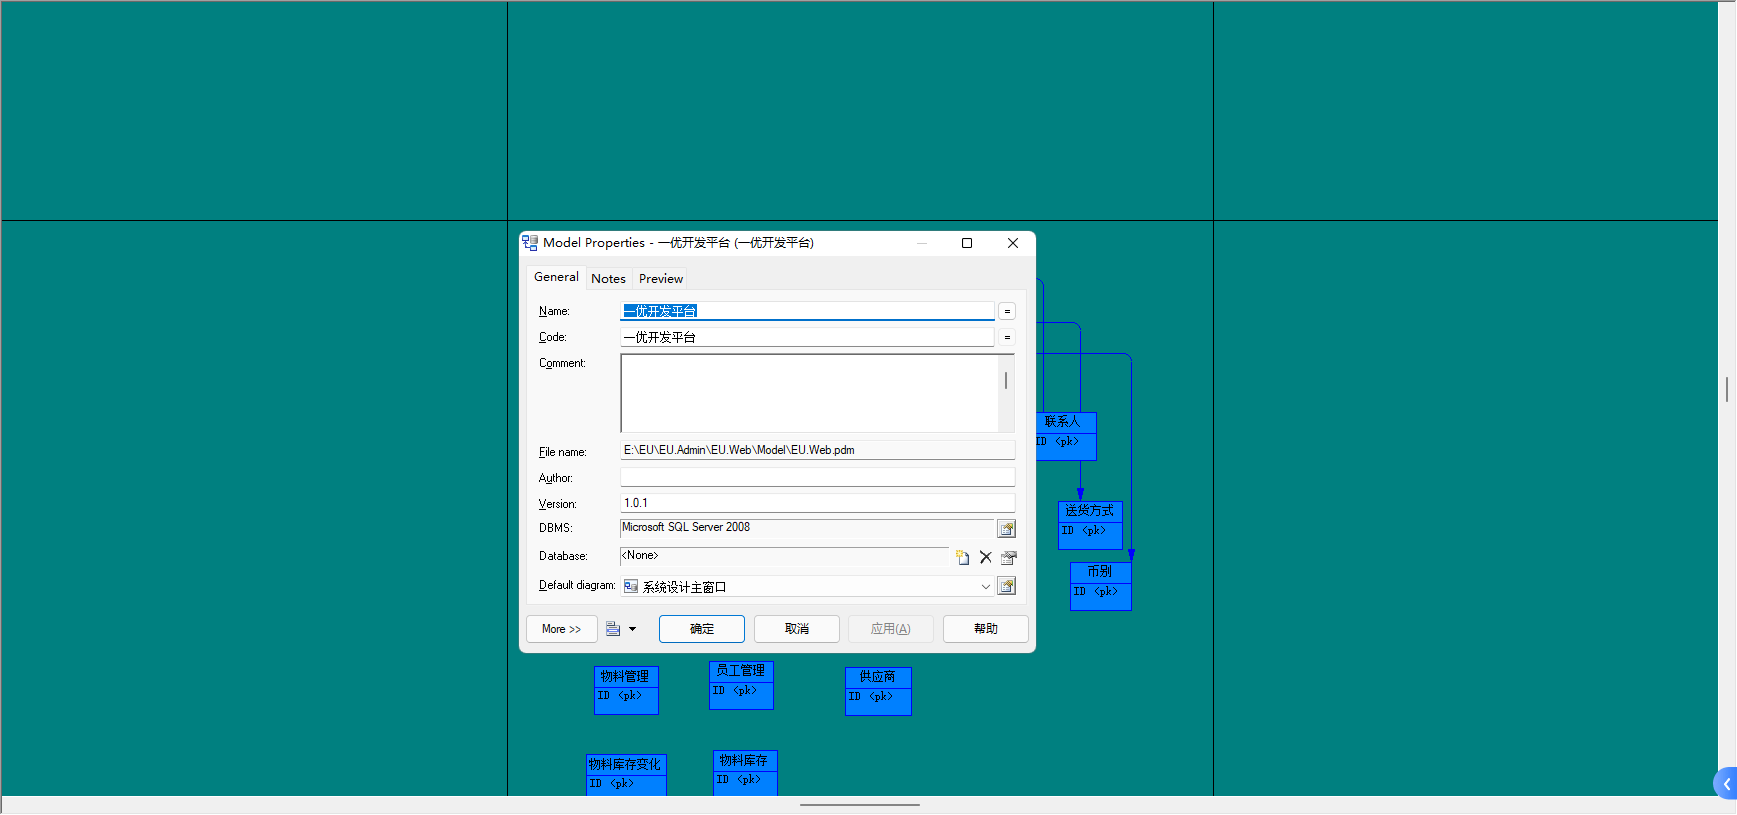 Model Properties - 一优开发平台 (一优开发平台)
General Notes Preview
Name: 一优开发平台 =
Code: 一优开发平台 =
Comment:
File name: E:\EU\EU.Admin\EU.Web\Model\EU.Web.pdm
Author:
Version: 1.0.1
DBMS: Microsoft SQL Server 2008
Database: <None>
Default diagram: 系统设计主窗口
More >> 确定 取消 应用(A) 帮助
联系人
ID <pk>
送货方式
ID <pk>
币别
ID <pk>
物料管理
ID <pk>
员工管理
ID <pk>
供应商
ID <pk>
物料库存变化
ID <pk>
物料库存
ID <pk>